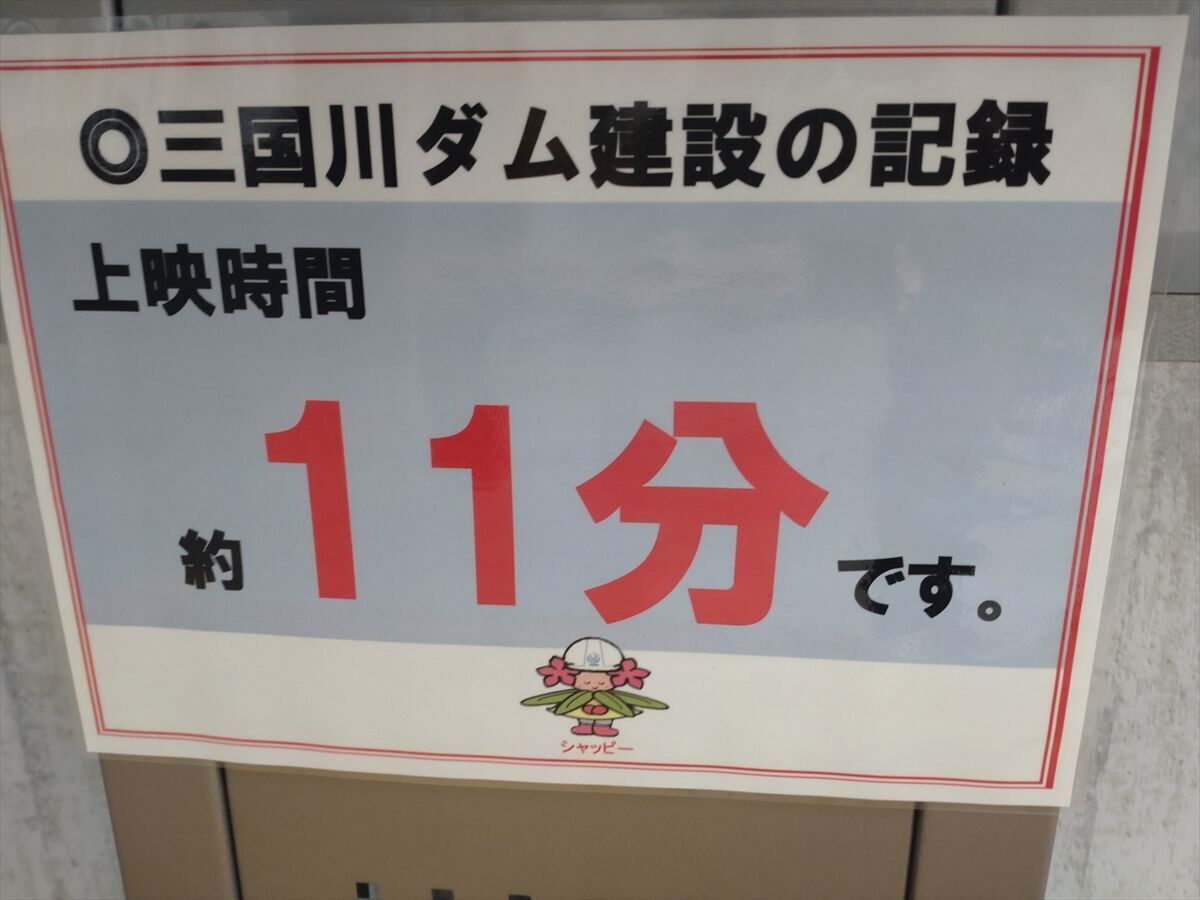 ◎三国川ダム建設の記録
上映時間
約11分です。
シャッピー